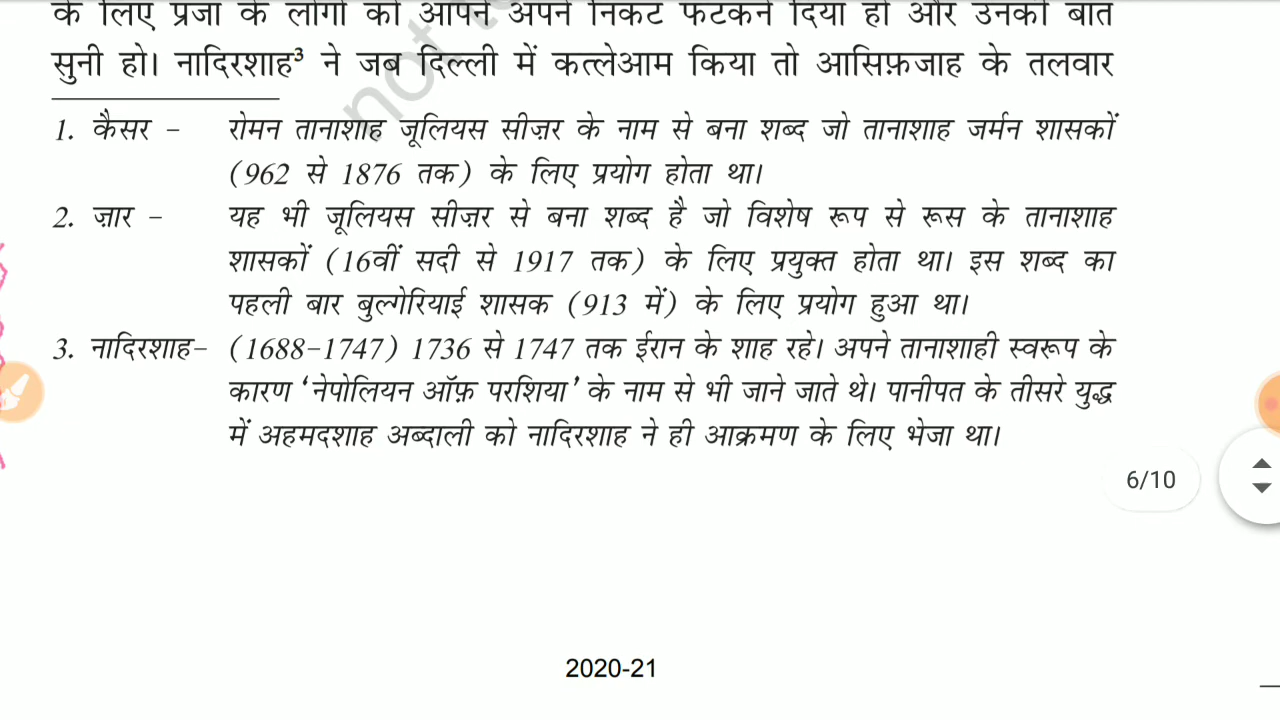 के लिए प्रजा के लोगों को आपने अपने निकट फटकने दिया हो और उनकी बात
सुनी हो। नादिरशाह³ ने जब दिल्ली में कत्लेआम किया तो आसिफ़जाह के तलवार
not to
1. कैसर – रोमन तानाशाह जूलियस सीज़र के नाम से बना शब्द जो तानाशाह जर्मन शासकों
(962 से 1876 तक) के लिए प्रयोग होता था।
2. ज़ार – यह भी जूलियस सीज़र से बना शब्द है जो विशेष रूप से रूस के तानाशाह
शासकों (16वीं सदी से 1917 तक) के लिए प्रयुक्त होता था। इस शब्द का
पहली बार बुल्गेरियाई शासक (913 में) के लिए प्रयोग हुआ था।
3. नादिरशाह– (1688–1747) 1736 से 1747 तक ईरान के शाह रहे। अपने तानाशाही स्वरूप के
कारण ‘नेपोलियन ऑफ़ परशिया’ के नाम से भी जाने जाते थे। पानीपत के तीसरे युद्ध
में अहमदशाह अब्दाली को नादिरशाह ने ही आक्रमण के लिए भेजा था।
6/10
2020-21